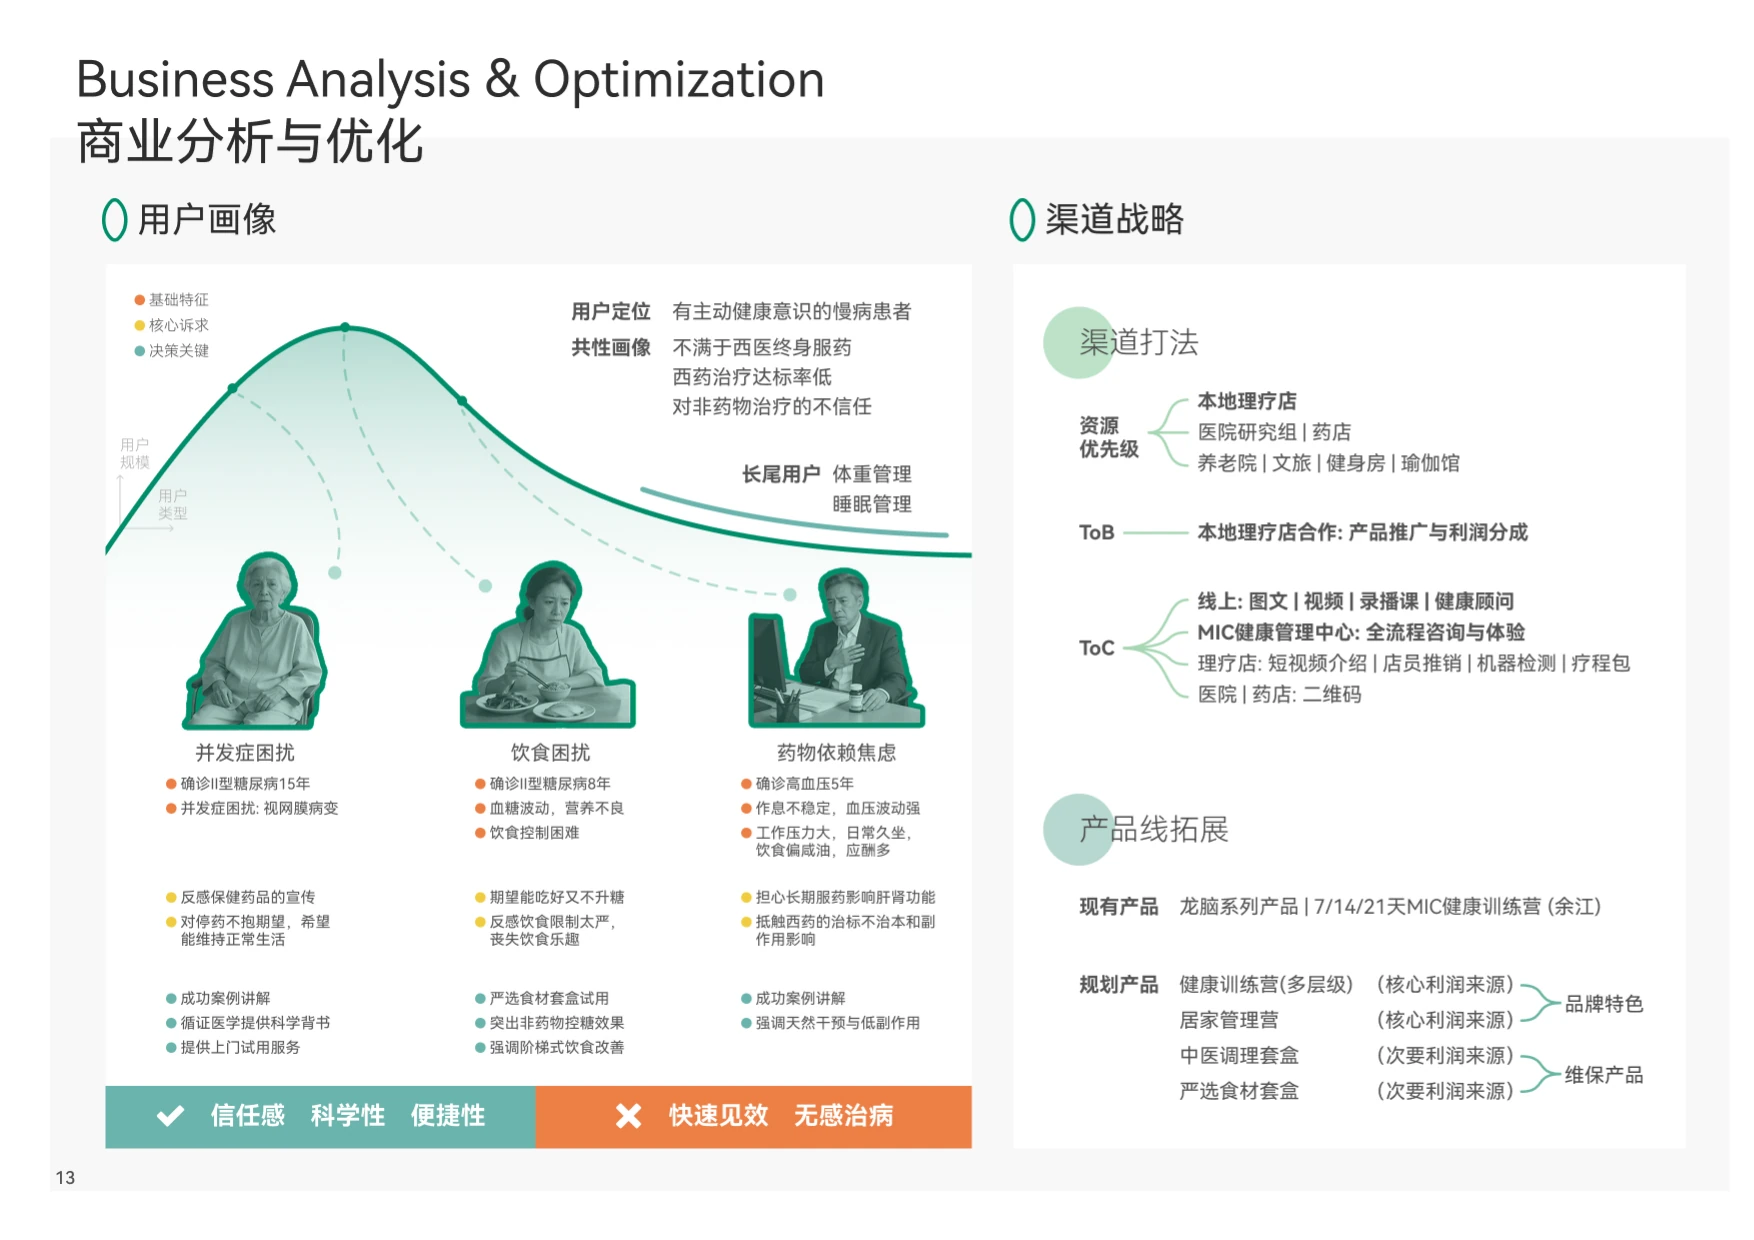 Business Analysis & Optimization
商业分析与优化
用户画像
基础特征
核心诉求
决策关键
用户定位 有主动健康意识的慢病患者
共性画像 不满于西医终身服药
西药治疗达标率低
对非药物治疗的不信任
用户
规模
用户
类型
长尾用户 体重管理
睡眠管理
并发症困扰
确诊II型糖尿病15年
并发症困扰: 视网膜病变
反感保健药品的宣传
对停药不抱期望，希望
能维持正常生活
成功案例讲解
循证医学提供科学背书
提供上门试用服务
饮食困扰
确诊II型糖尿病8年
血糖波动，营养不良
饮食控制困难
期望能吃好又不升糖
反感饮食限制太严，
丧失饮食乐趣
严选食材套盒试用
突出非药物控糖效果
强调阶梯式饮食改善
药物依赖焦虑
确诊高血压5年
作息不稳定，血压波动强
工作压力大，日常久坐，
饮食偏咸油，应酬多
担心长期服药影响肝肾功能
抵触西药的治标不治本和副
作用影响
成功案例讲解
强调天然干预与低副作用
信任感 科学性 便捷性
快速见效 无感治病
渠道战略
渠道打法
资源
优先级
本地理疗店
医院研究组 | 药店
养老院 | 文旅 | 健身房 | 瑜伽馆
ToB 本地理疗店合作: 产品推广与利润分成
ToC
线上: 图文 | 视频 | 录播课 | 健康顾问
MIC健康管理中心: 全流程咨询与体验
理疗店: 短视频介绍 | 店员推销 | 机器检测 | 疗程包
医院 | 药店: 二维码
产品线拓展
现有产品 龙脑系列产品 | 7/14/21天MIC健康训练营 (余江)
规划产品 健康训练营(多层级) (核心利润来源)
居家管理营 (核心利润来源)
品牌特色
中医调理套盒 (次要利润来源)
严选食材套盒 (次要利润来源)
维保产品
13